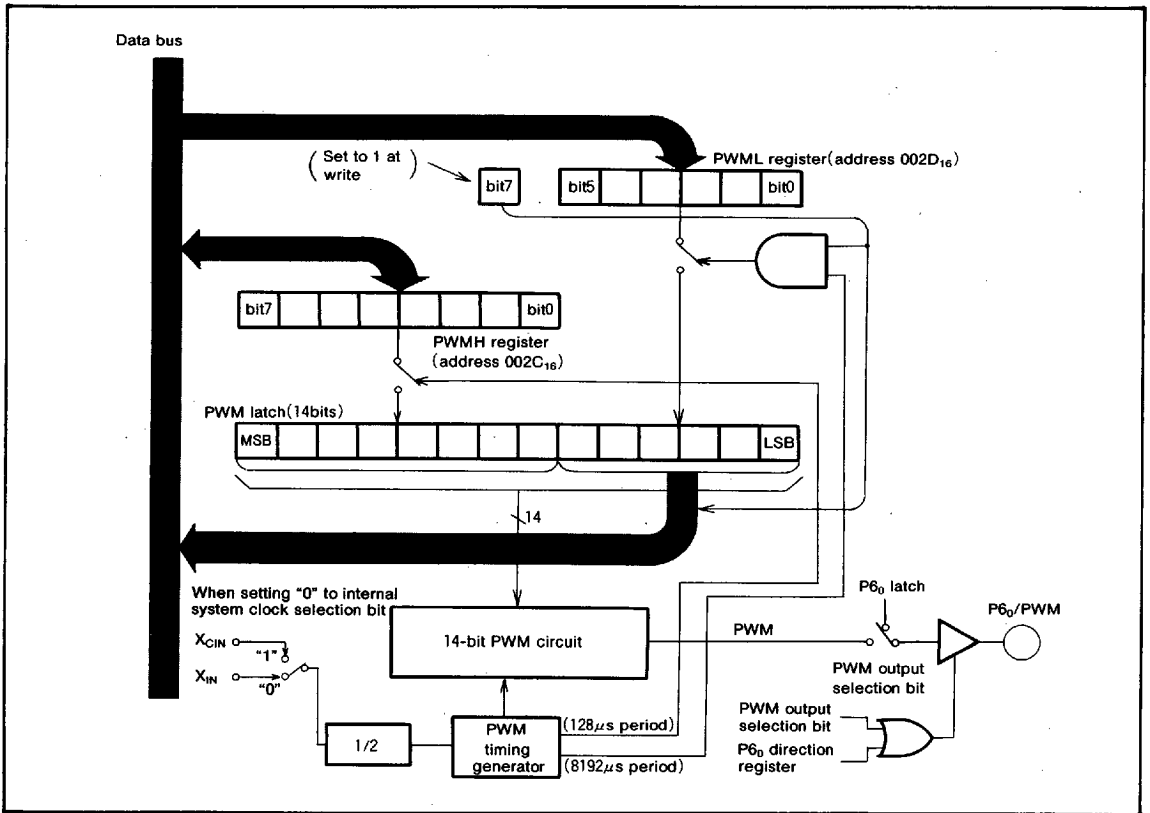 Data bus
( Set to 1 at
write )
PWML register(address 002D₁₆)
bit7
bit5
bit0
bit7
bit0
PWMH register
(address 002C₁₆)
PWM latch(14bits)
MSB
LSB
14
When setting "0" to internal
system clock selection bit
X_CIN
"1"
X_IN
"0"
14-bit PWM circuit
PWM
P6₀ latch
P6₀/PWM
PWM output
selection bit
1/2
PWM
timing
generator
(128μs period)
(8192μs period)
PWM output
selection bit
P6₀ direction
register